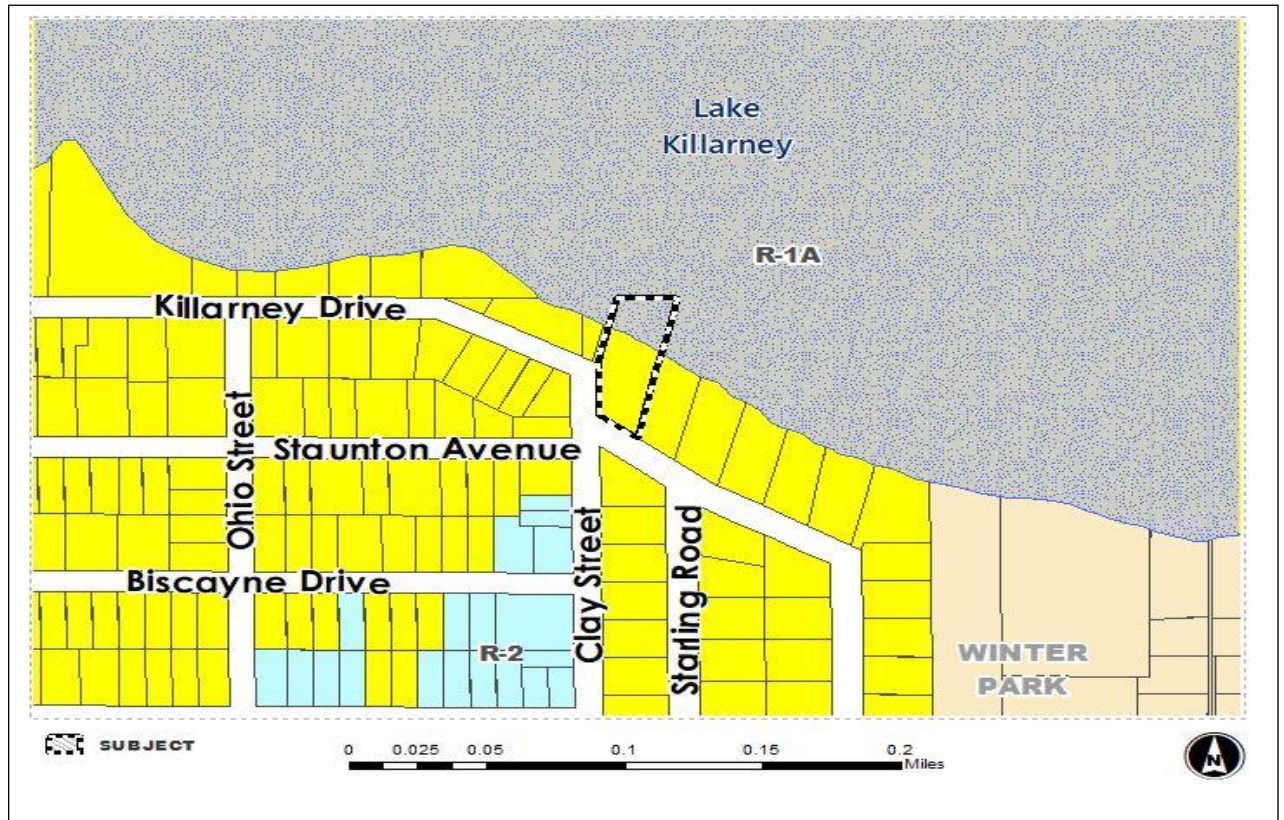 Lake
Killarney
R-1A
Killarney Drive
Staunton Avenue
Ohio Street
Biscayne Drive
Clay Street
Starling Road
R-2
WINTER
PARK
SUBJECT
0 0.025 0.05 0.1 0.15 0.2
Miles
N